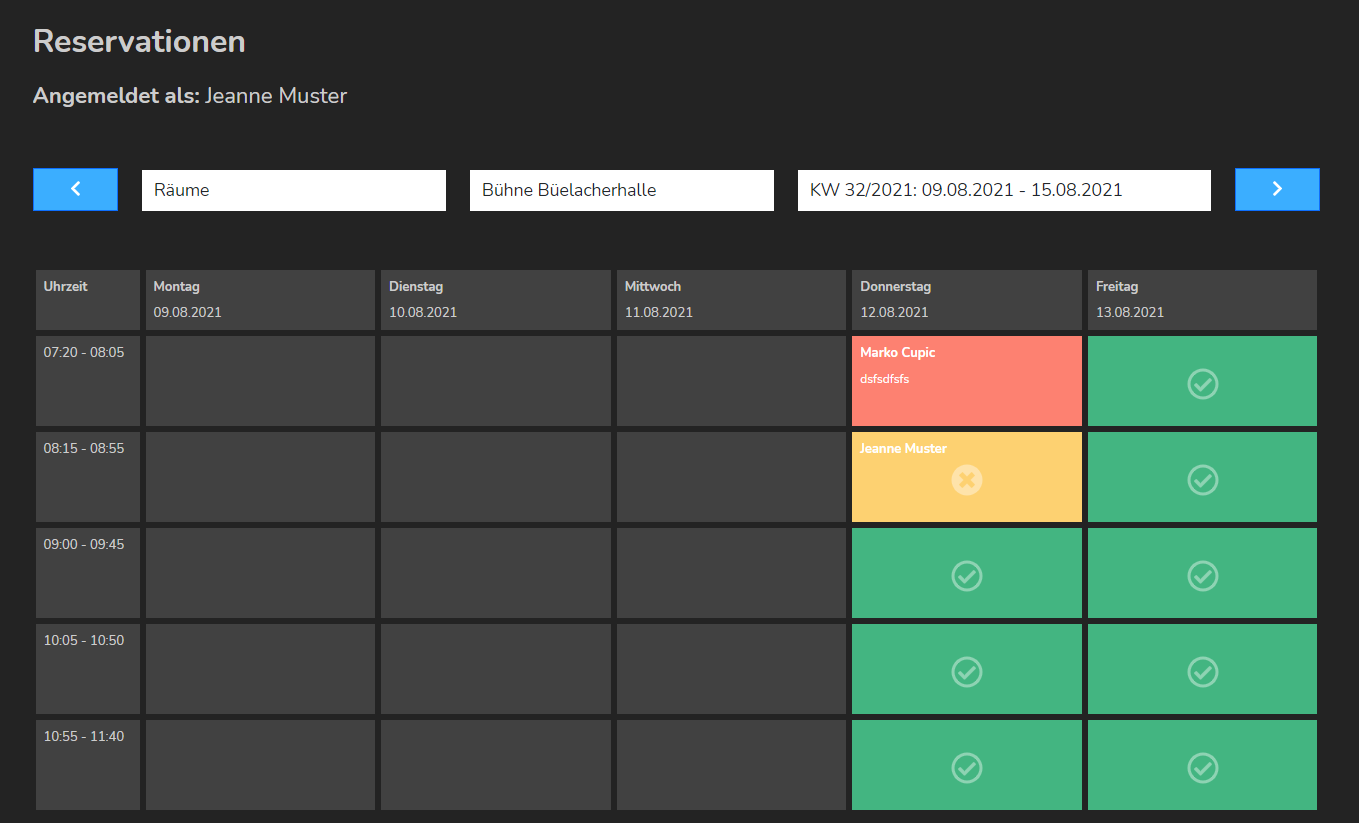 Reservationen
Angemeldet als: Jeanne Muster
Räume
Bühne Büelacherhalle
KW 32/2021: 09.08.2021 - 15.08.2021
Uhrzeit
Montag
09.08.2021
Dienstag
10.08.2021
Mittwoch
11.08.2021
Donnerstag
12.08.2021
Freitag
13.08.2021
07:20 - 08:05
Marko Cupic
dsfsdfsfs
08:15 - 08:55
Jeanne Muster
09:00 - 09:45
10:05 - 10:50
10:55 - 11:40